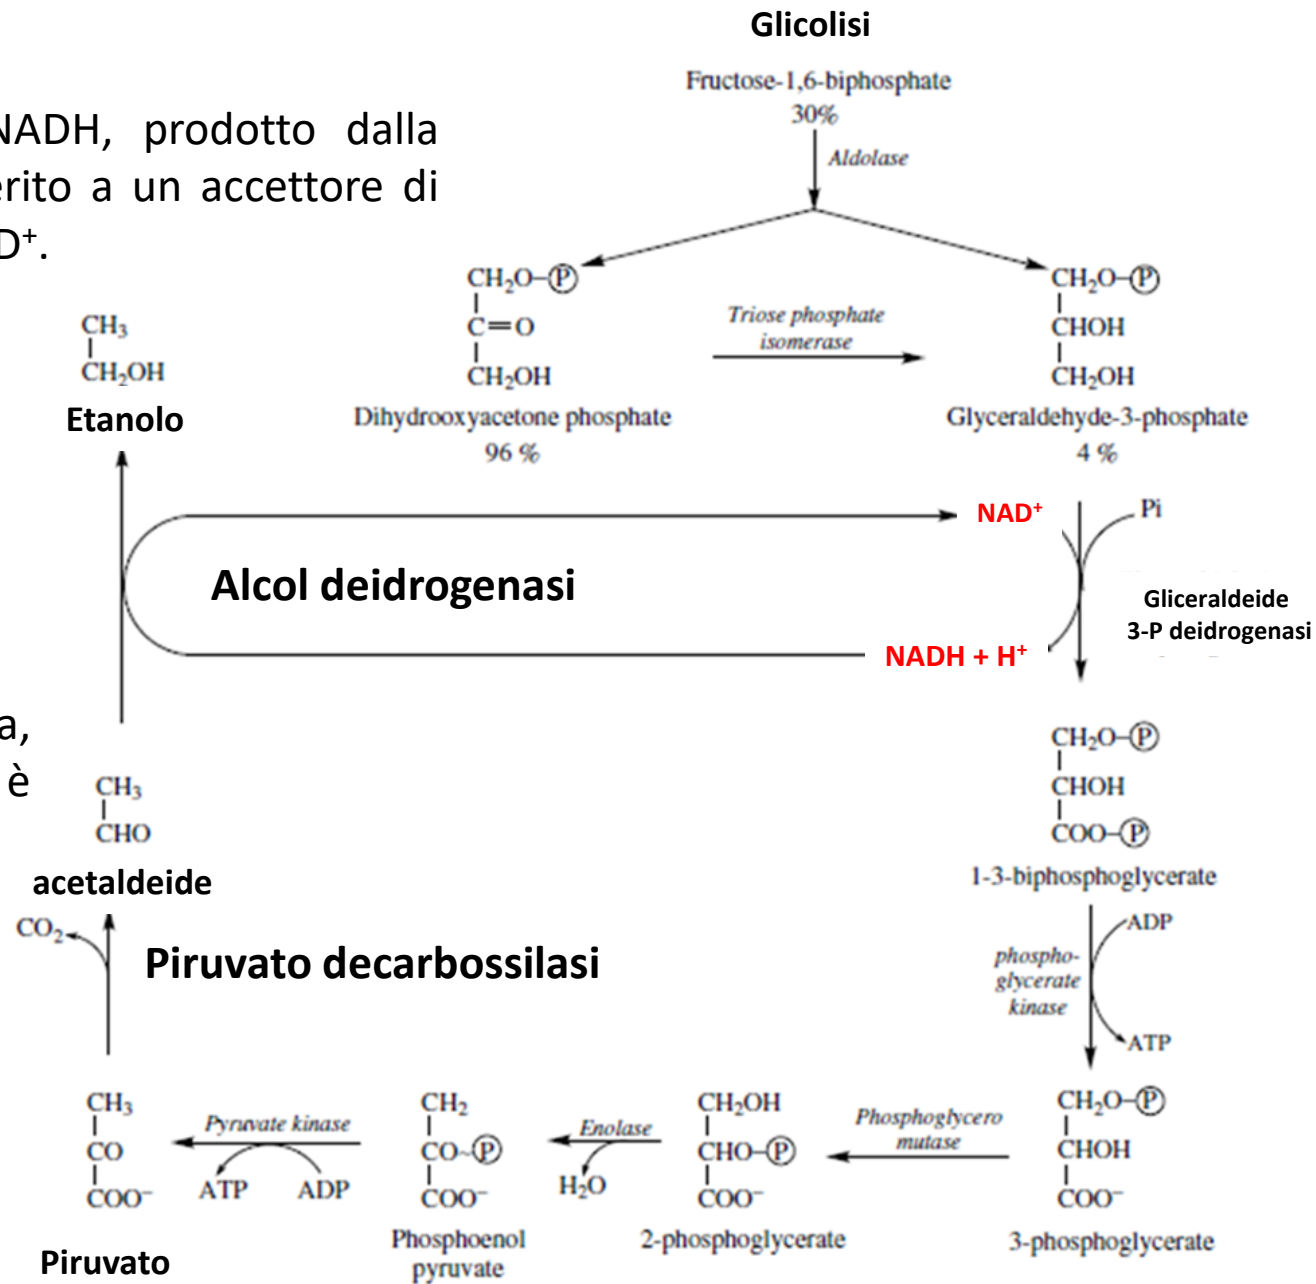 Glicolisi
Fructose-1,6-biphosphate
30%
Aldolase
NADH, prodotto dalla
erito a un accettore di
D⁺.
CH₂O–Ⓟ
C=O
CH₂OH
Dihydrooxyacetone phosphate
96 %
Triose phosphate
isomerase
CH₂O–Ⓟ
CHOH
CH₂OH
Glyceraldehyde-3-phosphate
4 %
CH₃
CH₂OH
Etanolo
NAD⁺
Pi
Alcol deidrogenasi
Gliceraldeide
3-P deidrogenasi
NADH + H⁺
a,
è
CH₃
CHO
acetaldeide
CO₂
Piruvato decarbossilasi
CH₂O–Ⓟ
CHOH
COO–Ⓟ
1-3-biphosphoglycerate
ADP
phospho-
glycerate
kinase
ATP
CH₂O–Ⓟ
CHOH
COO⁻
3-phosphoglycerate
Phosphoglycero
mutase
CH₂OH
CHO–Ⓟ
COO⁻
2-phosphoglycerate
Enolase
H₂O
CH₂
CO~Ⓟ
COO⁻
Phosphoenol
pyruvate
Pyruvate kinase
ATP ADP
CH₃
CO
COO⁻
Piruvato